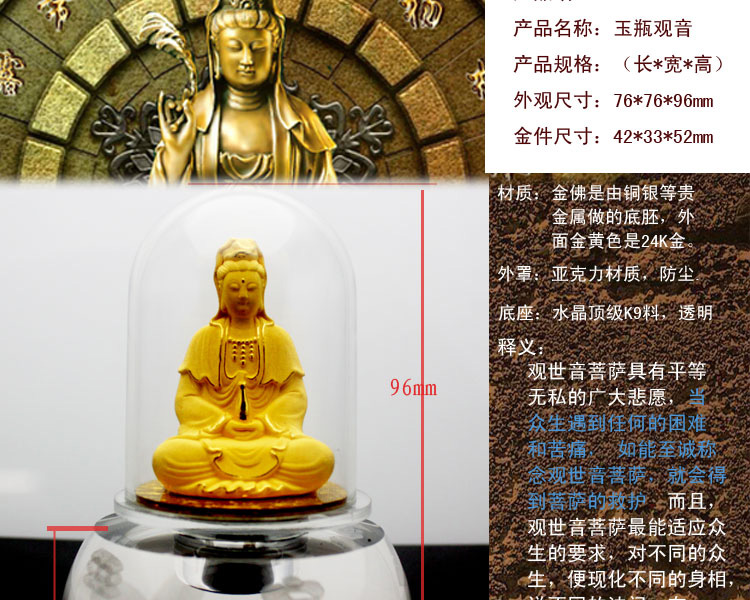 产品名称：玉瓶观音
产品规格：（长*宽*高）
外观尺寸：76*76*96mm
金件尺寸：42*33*52mm
材质：金佛是由铜银等贵
金属做的底胚，外
面金黄色是24K金。
外罩：亚克力材质，防尘
底座：水晶顶级K9料，透明
释义：
观世音菩萨具有平等
无私的广大悲愿，当
众生遇到任何的困难
和苦痛， 如能至诚称
念观世音菩萨，就会得
到菩萨的救护 而且，
观世音菩萨最能适应众
生的要求，对不同的众
生，便现化不同的身相，
96mm